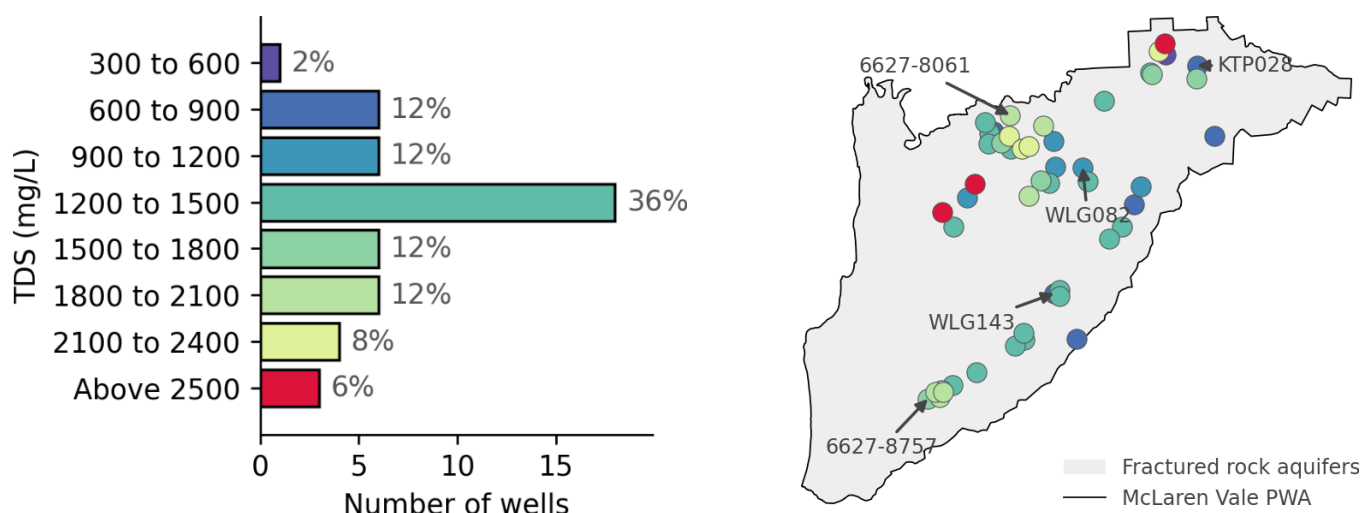 TDS (mg/L)
300 to 600
2%
600 to 900
12%
900 to 1200
12%
1200 to 1500
36%
1500 to 1800
12%
1800 to 2100
12%
2100 to 2400
8%
Above 2500
6%
0 5 10 15
Number of wells
6627-8061
KTP028
WLG082
WLG143
6627-8757
Fractured rock aquifers
McLaren Vale PWA